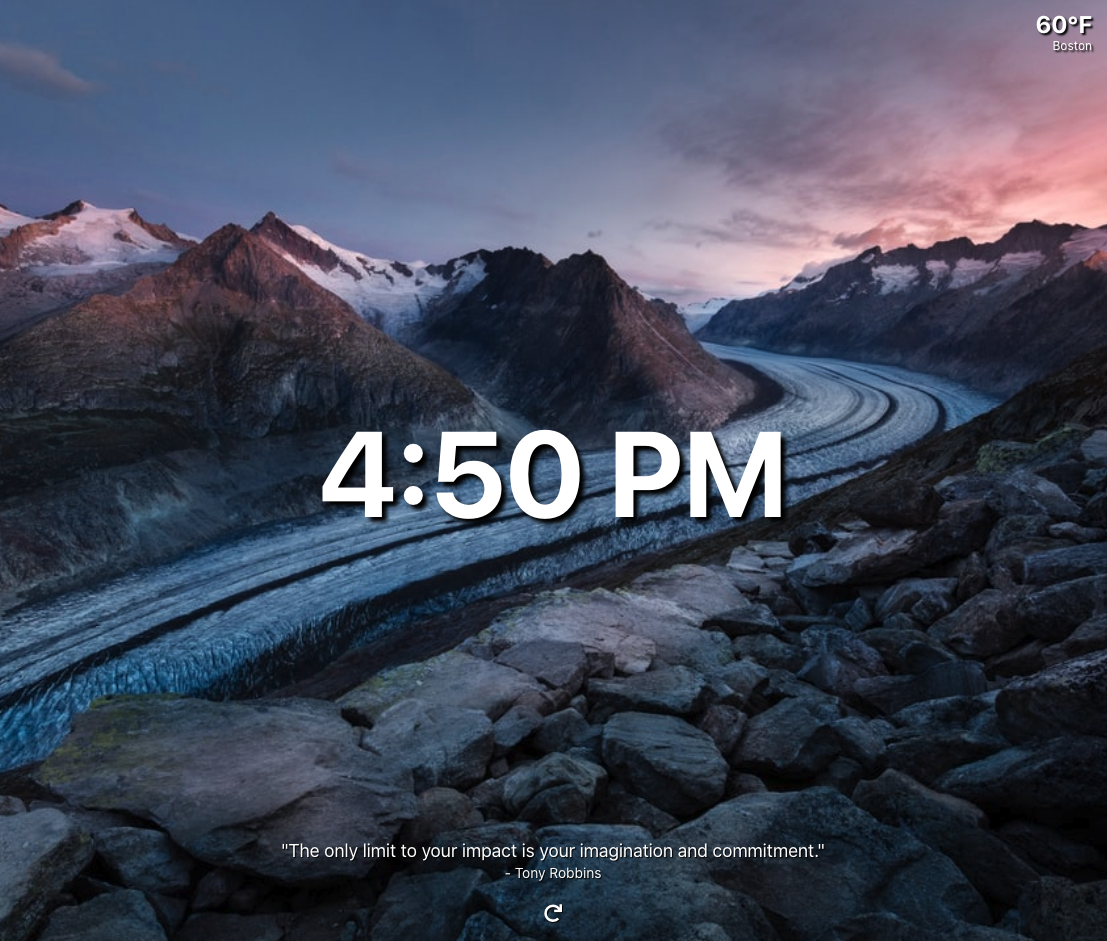 60°F
Boston
4:50 PM
"The only limit to your impact is your imagination and commitment."
- Tony Robbins